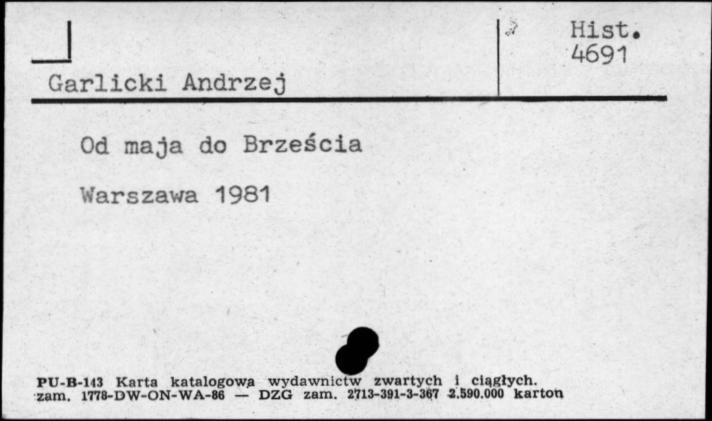 Hist.
4691
Garlicki Andrzej
Od maja do Brześcia
Warszawa 1981
PU-B-143 Karta katalogowa wydawnictw zwartych i ciągłych.
zam. 1778-DW-ON-WA-86 — DZG zam. 2713-391-3-367 2.590.000 karton